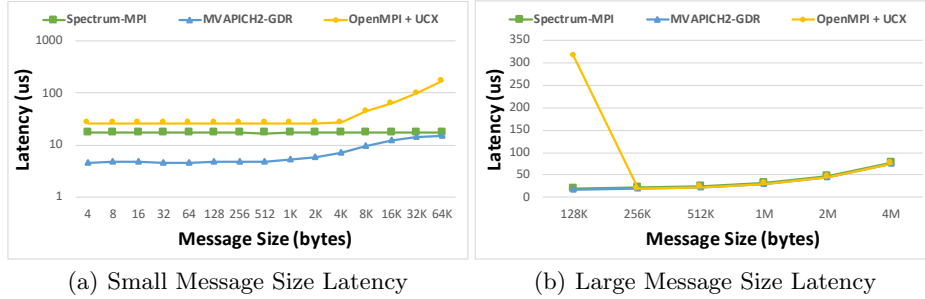 Spectrum-MPI MVAPICH2-GDR OpenMPI + UCX
1000
100
10
1
Latency (us)
4 8 16 32 64 128 256 512 1K 2K 4K 8K 16K 32K 64K
Message Size (bytes)
(a) Small Message Size Latency
Spectrum-MPI MVAPICH2-GDR OpenMPI + UCX
350
300
250
200
150
100
50
0
Latency (us)
128K 256K 512K 1M 2M 4M
Message Size (bytes)
(b) Large Message Size Latency